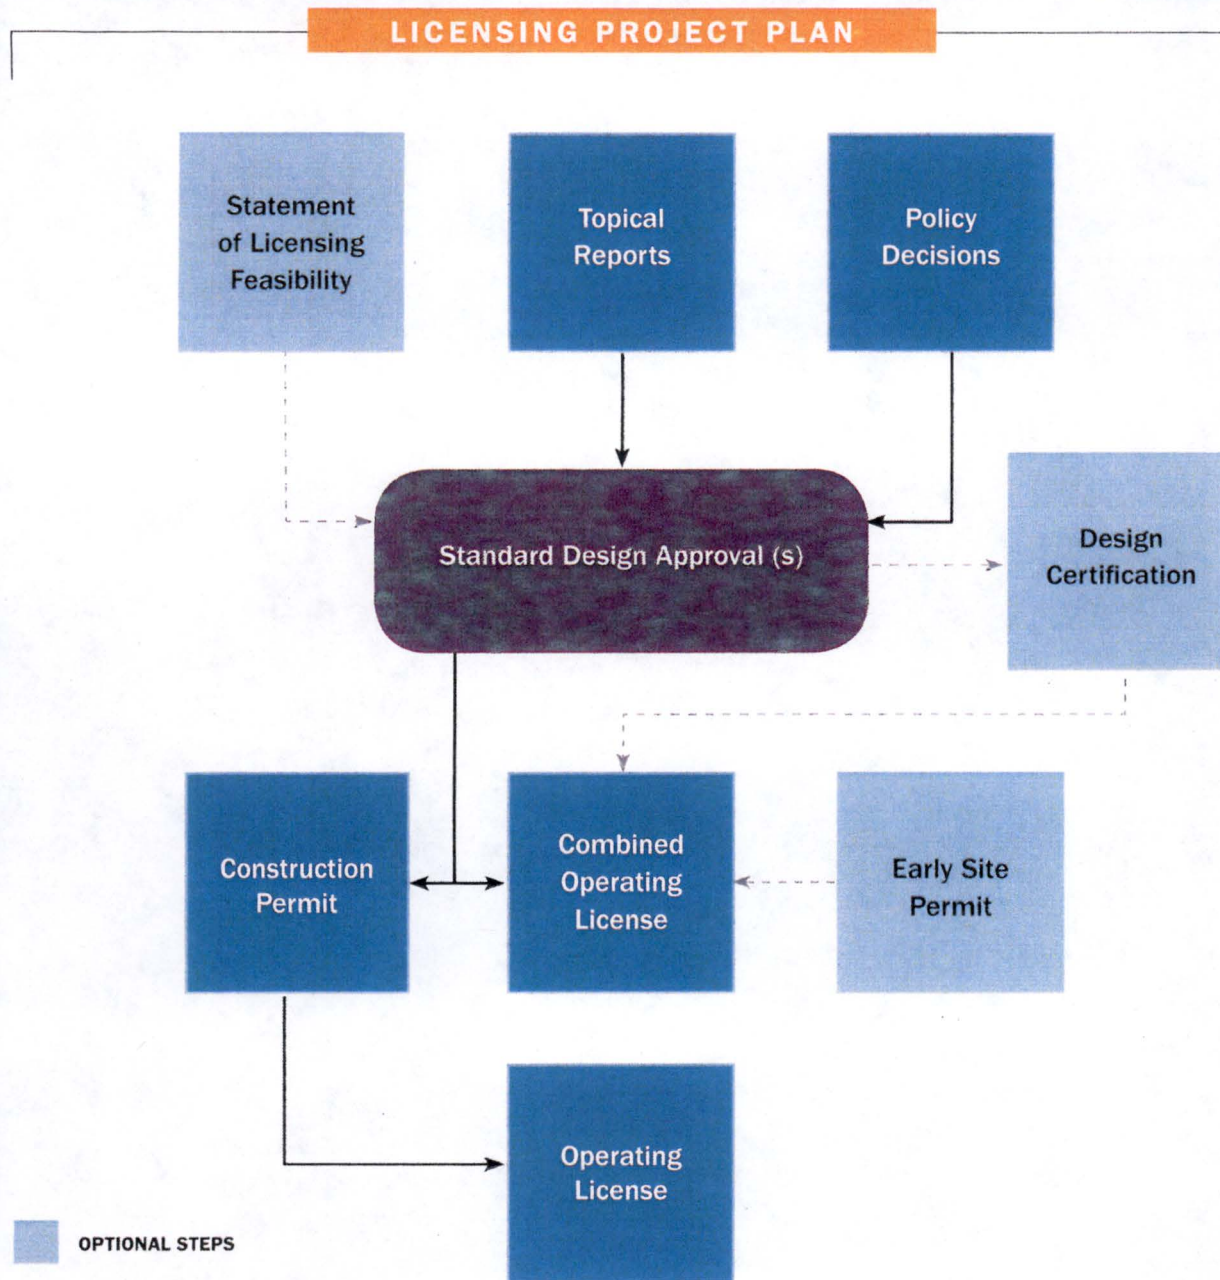 LICENSING PROJECT PLAN
Statement
of Licensing
Feasibility
Topical
Reports
Policy
Decisions
Standard Design Approval (s)
Design
Certification
Construction
Permit
Combined
Operating
License
Early Site
Permit
Operating
License
OPTIONAL STEPS